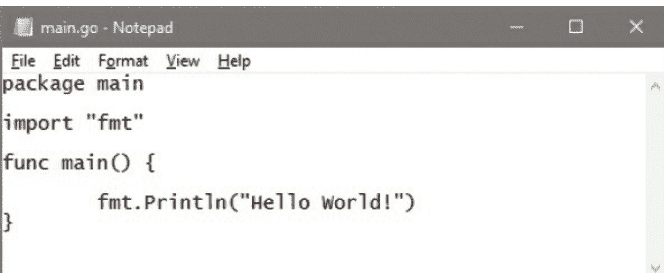 main.go - Notepad
File Edit Format View Help
package main
import "fmt"
func main() {
fmt.Println("Hello World!")
}